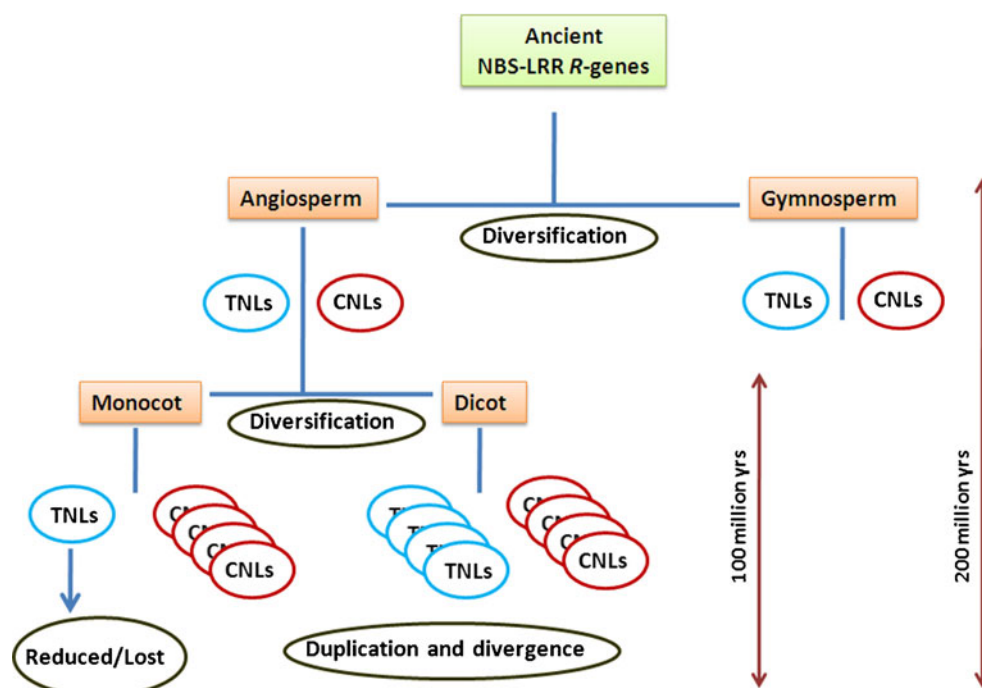 Ancient
NBS-LRR R-genes
Angiosperm
Gymnosperm
Diversification
TNLs
CNLs
TNLs
CNLs
Monocot
Dicot
Diversification
TNLs
CNLs
TNLs
CNLs
Reduced/Lost
Duplication and divergence
100 million yrs
200 million yrs